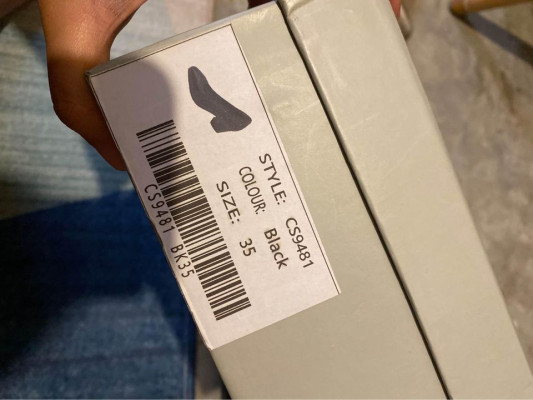 STYLE: CS9481
COLOUR: Black
SIZE: 35
CS9481 BK35